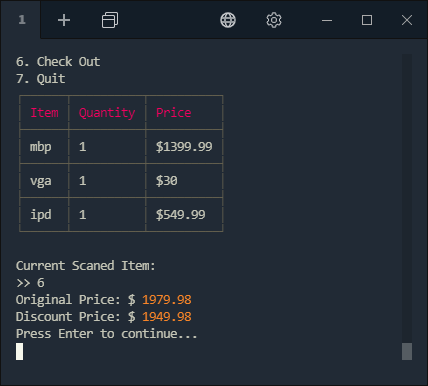 1
6. Check Out
7. Quit
Item Quantity Price
mbp 1 $1399.99
vga 1 $30
ipd 1 $549.99
Current Scaned Item:
>> 6
Original Price: $ 1979.98
Discount Price: $ 1949.98
Press Enter to continue...